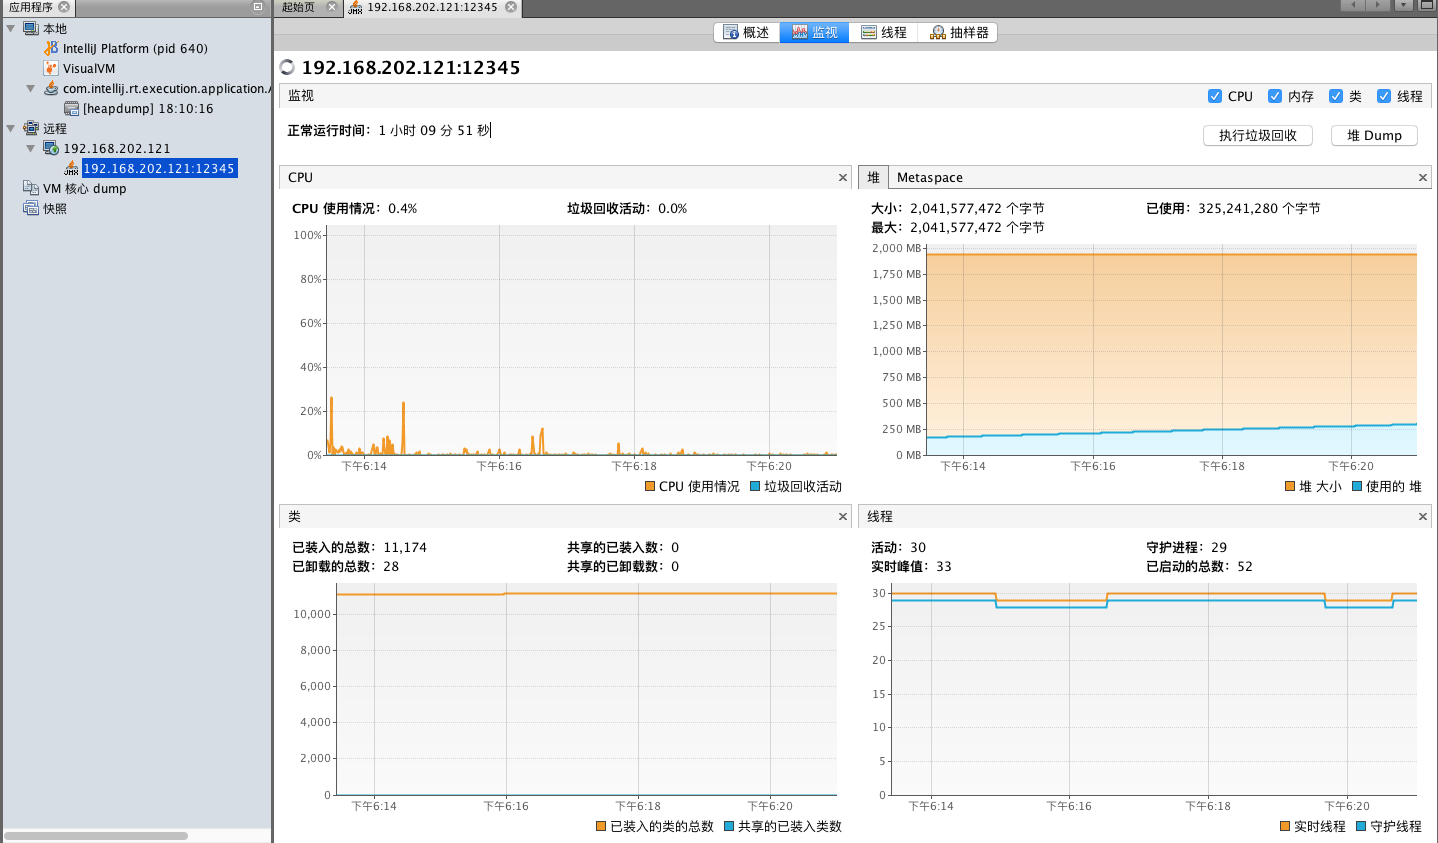 应用程序
起始页
192.168.202.121:12345
本地
IntelliJ Platform (pid 640)
VisualVM
com.intellij.rt.execution.application.
[heapdump] 18:10:16
远程
192.168.202.121
JMX 192.168.202.121:12345
VM 核心 dump
快照
概述 监视 线程 抽样器
192.168.202.121:12345
监视
CPU 内存 类 线程
正常运行时间: 1 小时 09 分 51 秒
执行垃圾回收 堆 Dump
CPU
CPU 使用情况: 0.4% 垃圾回收活动: 0.0%
100%
80%
60%
40%
20%
0%
下午6:14 下午6:16 下午6:18 下午6:20
CPU 使用情况 垃圾回收活动
堆 Metaspace
大小: 2,041,577,472 个字节 已使用: 325,241,280 个字节
最大: 2,041,577,472 个字节
2,000 MB
1,750 MB
1,500 MB
1,250 MB
1,000 MB
750 MB
500 MB
250 MB
0 MB
下午6:14 下午6:16 下午6:18 下午6:20
堆 大小 使用的 堆
类
已装入的总数: 11,174 共享的已装入数: 0
已卸载的总数: 28 共享的已卸载数: 0
10,000
8,000
6,000
4,000
2,000
0
下午6:14 下午6:16 下午6:18 下午6:20
已装入的类的总数 共享的已装入类数
线程
活动: 30 守护进程: 29
实时峰值: 33 已启动的总数: 52
30
25
20
15
10
5
0
下午6:14 下午6:16 下午6:18 下午6:20
实时线程 守护线程